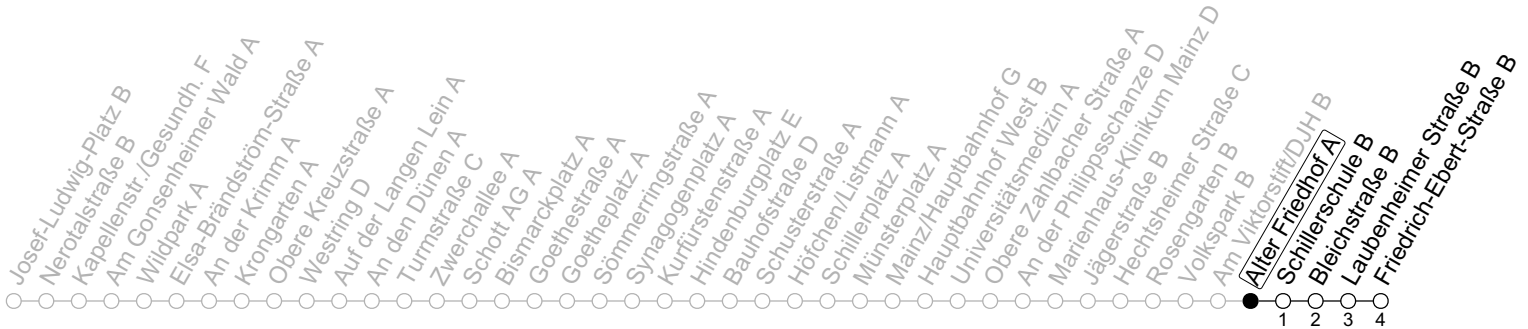 Josef-Ludwig-Platz B
Nerotalstraße B
Kapellenstr./Gesundh. F
Am Gonsenheimer Wald A
Wildpark A
Elsa-Brändström-Straße A
An der Krimm A
Krongarten A
Obere Kreuzstraße A
Westring D
Auf der Langen Lein A
An den Dünen A
Turmstraße C
Zwerchallee A
Schott AG A
Bismarckplatz A
Goethestraße A
Goetheplatz A
Sömmerringstraße A
Synagogenplatz A
Kurfürstenstraße A
Hindenburgplatz E
Bauhofstraße D
Schusterstraße A
Höfchen/Listmann A
Schillerplatz A
Münsterplatz A
Mainz/Hauptbahnhof G
Hauptbahnhof West B
Universitätsmedizin A
Obere Zahlbacher Straße A
An der Philippsschanze D
Marienhaus-Klinikum Mainz D
Jägerstraße B
Hechtsheimer Straße C
Rosengarten B
Volkspark B
Am Viktorstift/DJH B
Alter Friedhof A
Schillerschule B
Bleichstraße B
Laubenheimer Straße B
Friedrich-Ebert-Straße B
1 2 3 4